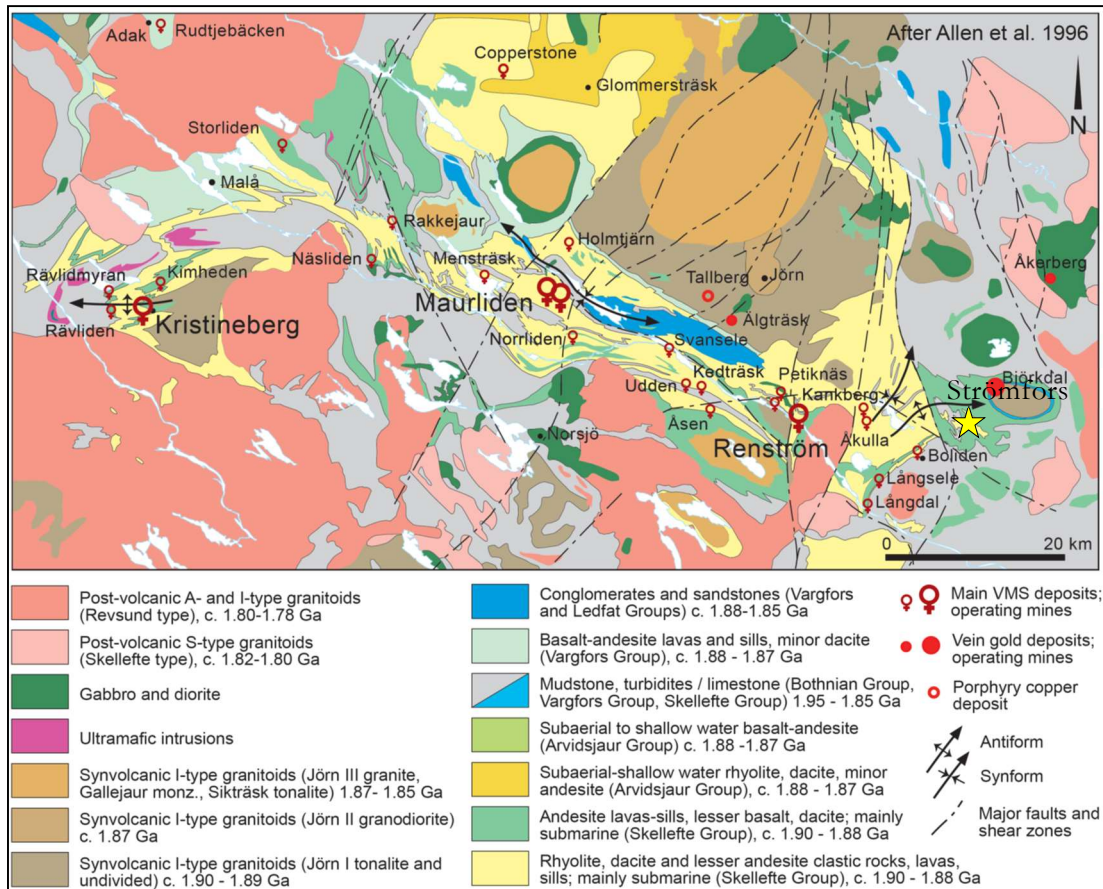 After Allen et al. 1996
N
Adak
Rudtjebäcken
Copperstone
Glommersträsk
Storliden
Malå
Rakkejaur
Holmtjärn
Näsliden
Mensträsk
Tallberg
Jörn
Åkerberg
Rävlidmyran
Kimheden
Maurliden
Älgträsk
Rävliden
Kristineberg
Norrliden
Svansele
Kedträsk
Petiknäs
Björkdal
Strömfors
Udden
Kankberg
Åsen
Norsjö
Renström
Åkulla
Boliden
Långsele
Långdal
0
20 km
Post-volcanic A- and I-type granitoids
(Revsund type), c. 1.80-1.78 Ga
Post-volcanic S-type granitoids
(Skellefte type), c. 1.82-1.80 Ga
Gabbro and diorite
Ultramafic intrusions
Synvolcanic I-type granitoids (Jörn III granite,
Gallejaur monz., Sikträsk tonalite) 1.87- 1.85 Ga
Synvolcanic I-type granitoids (Jörn II granodiorite)
c. 1.87 Ga
Synvolcanic I-type granitoids (Jörn I tonalite and
undivided) c. 1.90 - 1.89 Ga
Conglomerates and sandstones (Vargfors
and Ledfat Groups) c. 1.88-1.85 Ga
Basalt-andesite lavas and sills, minor dacite
(Vargfors Group), c. 1.88 - 1.87 Ga
Mudstone, turbidites / limestone (Bothnian Group,
Vargfors Group, Skellefte Group) 1.95 - 1.85 Ga
Subaerial to shallow water basalt-andesite
(Arvidsjaur Group) c. 1.88 -1.87 Ga
Subaerial-shallow water rhyolite, dacite, minor
andesite (Arvidsjaur Group), c. 1.88 - 1.87 Ga
Andesite lavas-sills, lesser basalt, dacite; mainly
submarine (Skellefte Group), c. 1.90 - 1.88 Ga
Rhyolite, dacite and lesser andesite clastic rocks, lavas,
sills; mainly submarine (Skellefte Group), c. 1.90 - 1.88 Ga
Main VMS deposits;
operating mines
Vein gold deposits;
operating mines
Porphyry copper
deposit
Antiform
Synform
Major faults and
shear zones